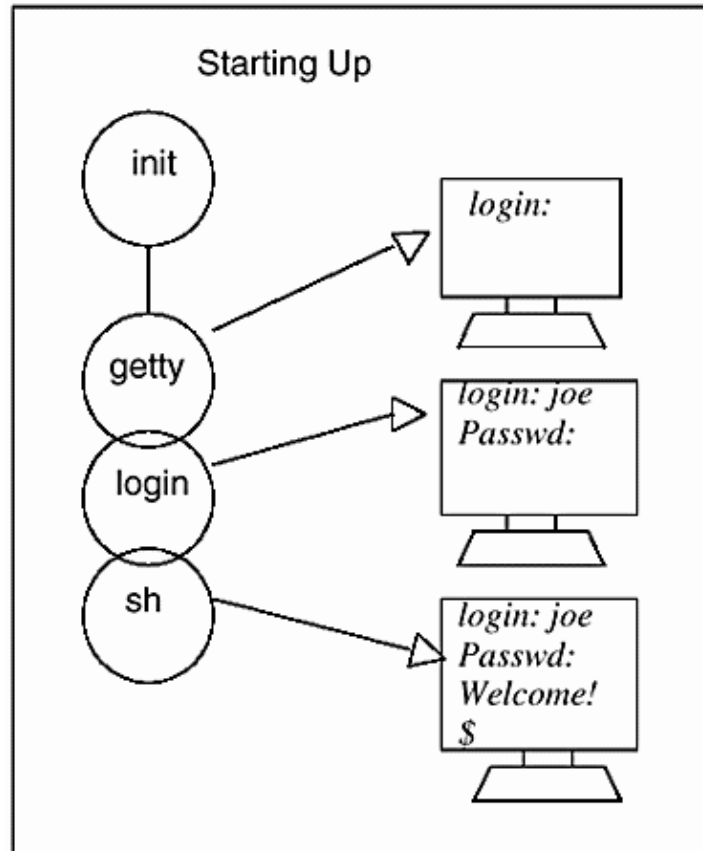 Starting Up
init
login:
getty
login: joe
Passwd:
login
sh
login: joe
Passwd:
Welcome!
$